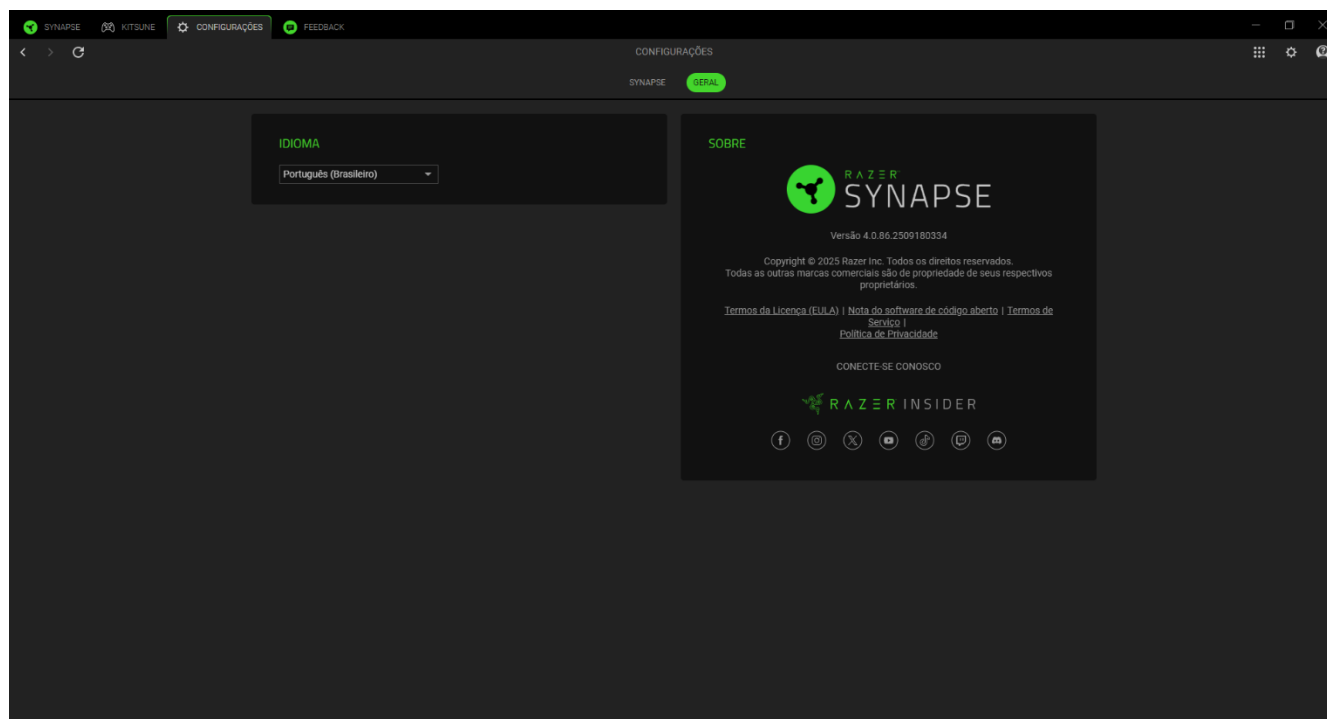 SYNAPSE
KITSUNE
CONFIGURAÇÕES
FEEDBACK
CONFIGURAÇÕES
SYNAPSE
GERAL
IDIOMA
Português (Brasileiro)
SOBRE
RAZER
SYNAPSE
Versão 4.0.86.2509180334
Copyright © 2025 Razer Inc. Todos os direitos reservados.
Todas as outras marcas comerciais são de propriedade de seus respectivos
proprietários.
Termos da Licença (EULA) | Nota do software de código aberto | Termos de
Serviço |
Política de Privacidade
CONECTE-SE CONOSCO
RAZER INSIDER